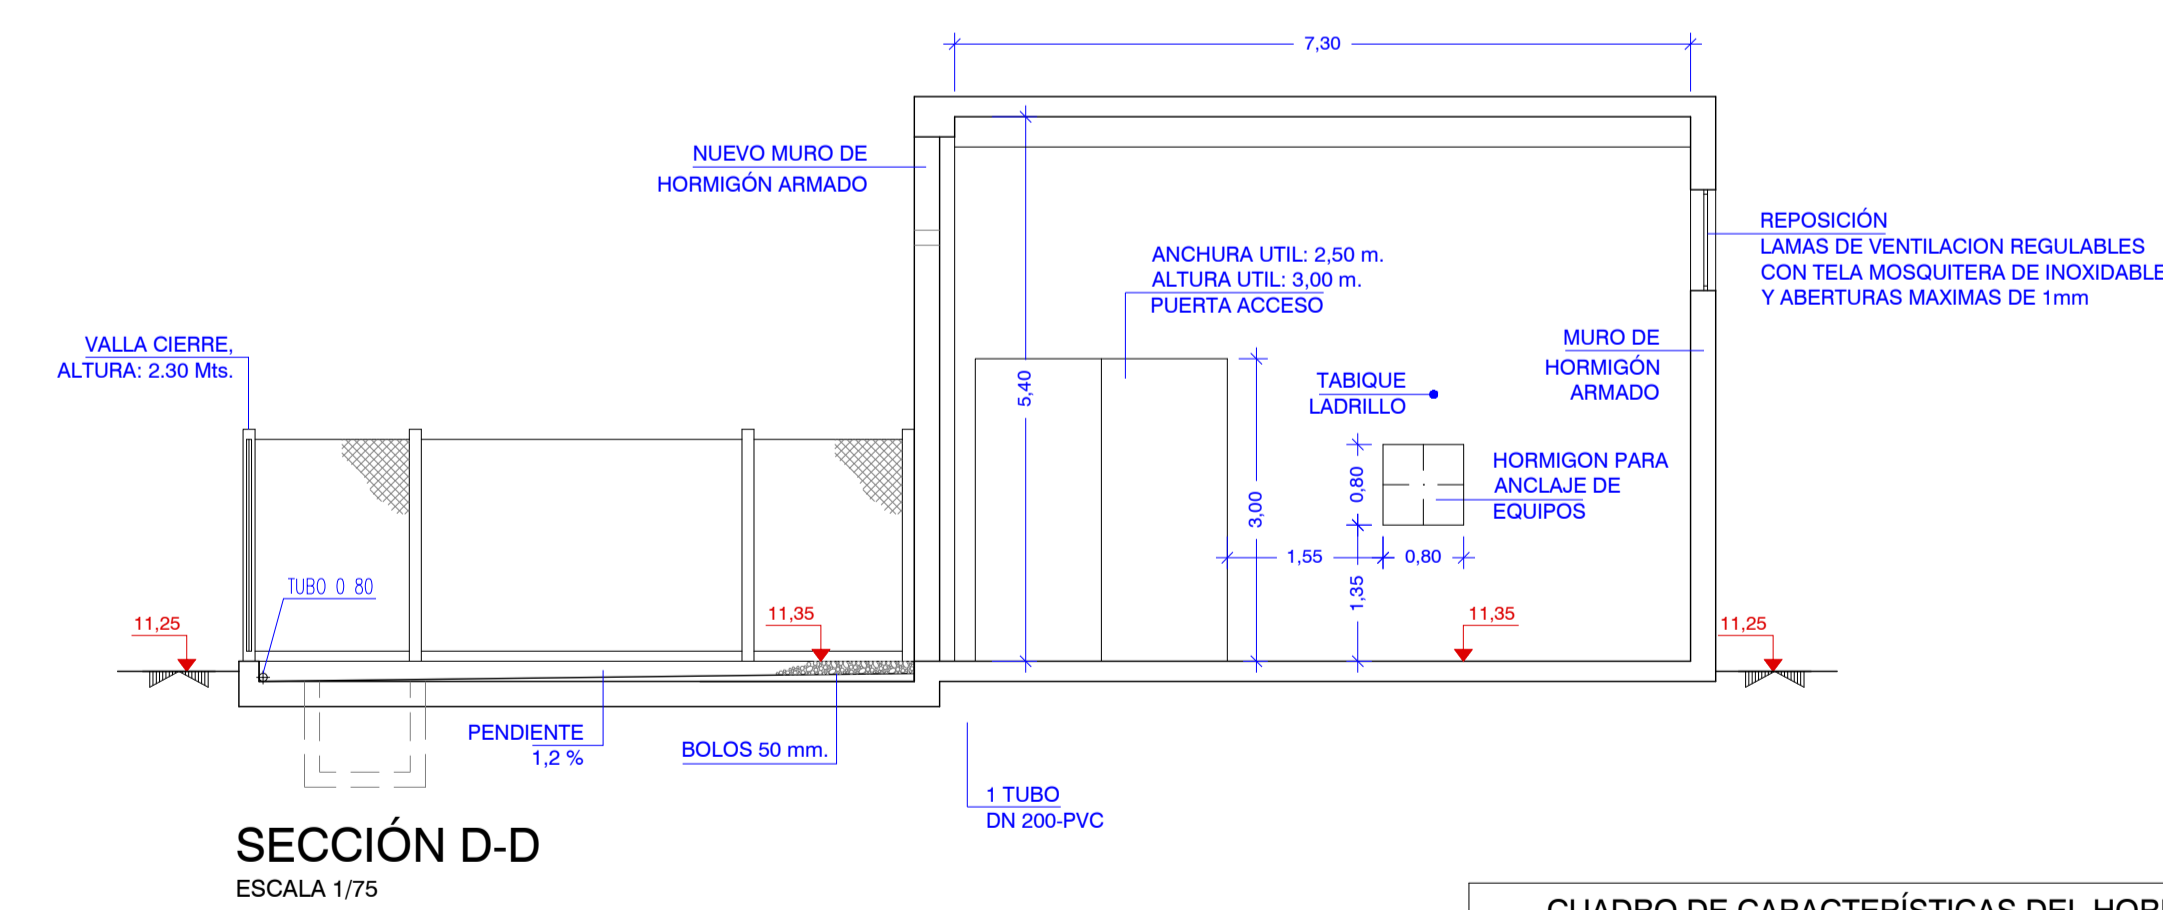 7,30
NUEVO MURO DE
HORMIGÓN ARMADO
REPOSICIÓN
LAMAS DE VENTILACION REGULABLES
CON TELA MOSQUITERA DE INOXIDABLE
Y ABERTURAS MAXIMAS DE 1mm
ANCHURA UTIL: 2,50 m.
ALTURA UTIL: 3,00 m.
PUERTA ACCESO
VALLA CIERRE,
ALTURA: 2.30 Mts.
MURO DE
HORMIGÓN
ARMADO
5,40
TABIQUE
LADRILLO
HORMIGON PARA
ANCLAJE DE
EQUIPOS
0,80
3,00
1,55
0,80
1,35
TUBO 0 80
11,25
11,35
11,35
11,25
PENDIENTE
1,2 %
BOLOS 50 mm.
1 TUBO
DN 200-PVC
SECCIÓN D-D
ESCALA 1/75
CUADRO DE CARACTERÍSTICAS DEL